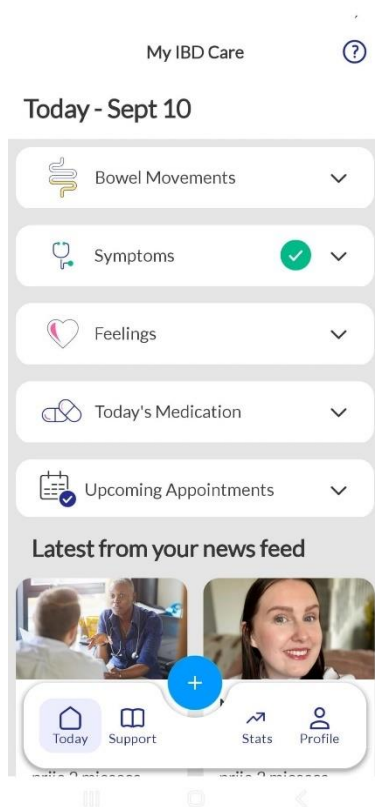 My IBD Care
?
Today - Sept 10
Bowel Movements
Symptoms
Feelings
Today's Medication
Upcoming Appointments
Latest from your news feed
+
Today Support Stats Profile